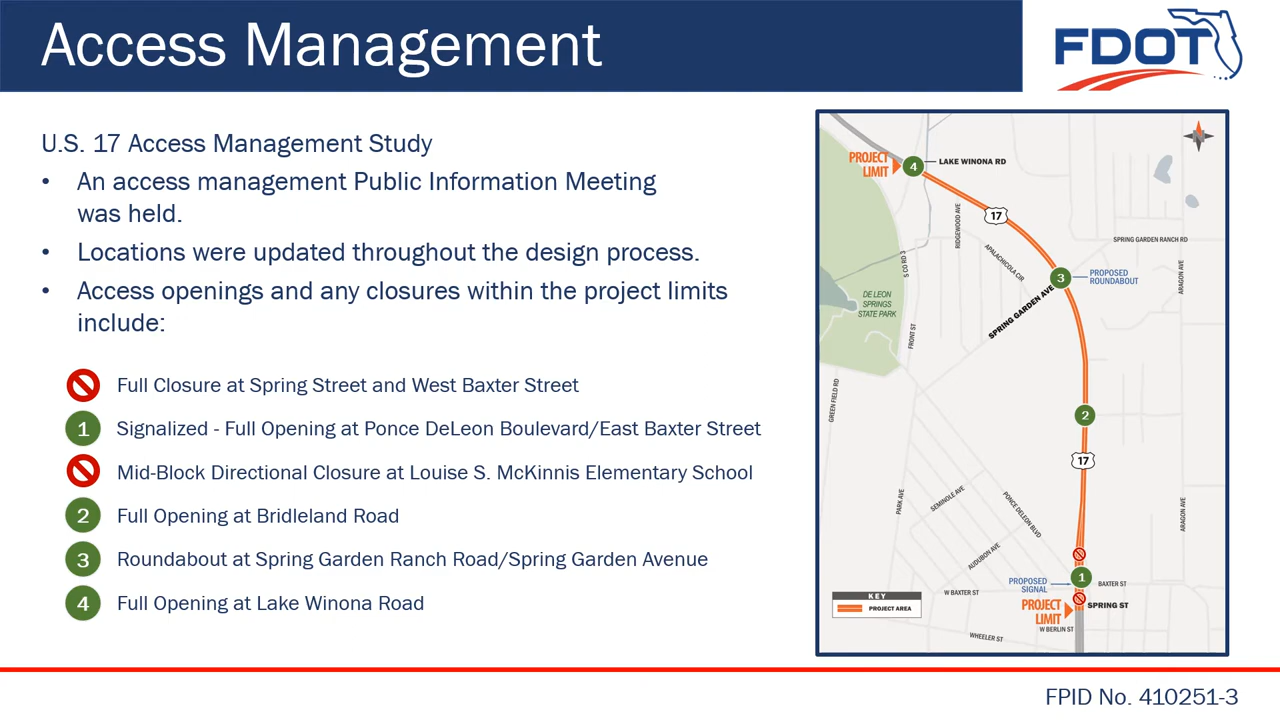 Access Management
FDOT
U.S. 17 Access Management Study
• An access management Public Information Meeting
was held.
• Locations were updated throughout the design process.
• Access openings and any closures within the project limits
include:
Full Closure at Spring Street and West Baxter Street
1 Signalized - Full Opening at Ponce DeLeon Boulevard/East Baxter Street
Mid-Block Directional Closure at Louise S. McKinnis Elementary School
2 Full Opening at Bridleland Road
3 Roundabout at Spring Garden Ranch Road/Spring Garden Avenue
4 Full Opening at Lake Winona Road
PROJECT
LIMIT
4
LAKE WINONA RD
17
RIDGEWOOD AVE
APALACHICOLA CIR
SPRING GARDEN RANCH RD
S CO RD 3
3
PROPOSED
ROUNDABOUT
ARAGON AVE
DE LEON
SPRINGS
STATE PARK
SPRING GARDEN AVE
FRONT ST
GREEN FIELD RD
2
17
PARK AVE
SEMINOLE AVE
PONCE DELEON BLVD
ARAGON AVE
AUDUBON AVE
PROPOSED
SIGNAL
1
BAXTER ST
W BAXTER ST
KEY
PROJECT AREA
PROJECT
LIMIT
SPRING ST
W BERLIN ST
WHEELER ST
FPID No. 410251-3